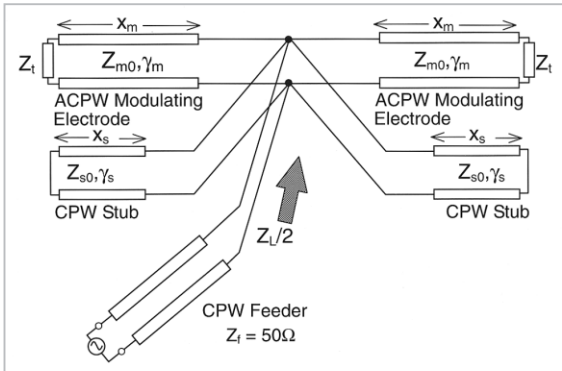 x_m
x_m
Z_t
Z_m0, γ_m
Z_m0, γ_m
Z_t
ACPW Modulating
Electrode
ACPW Modulating
Electrode
x_s
x_s
Z_s0, γ_s
Z_s0, γ_s
CPW Stub
CPW Stub
Z_L/2
CPW Feeder
Z_f = 50Ω